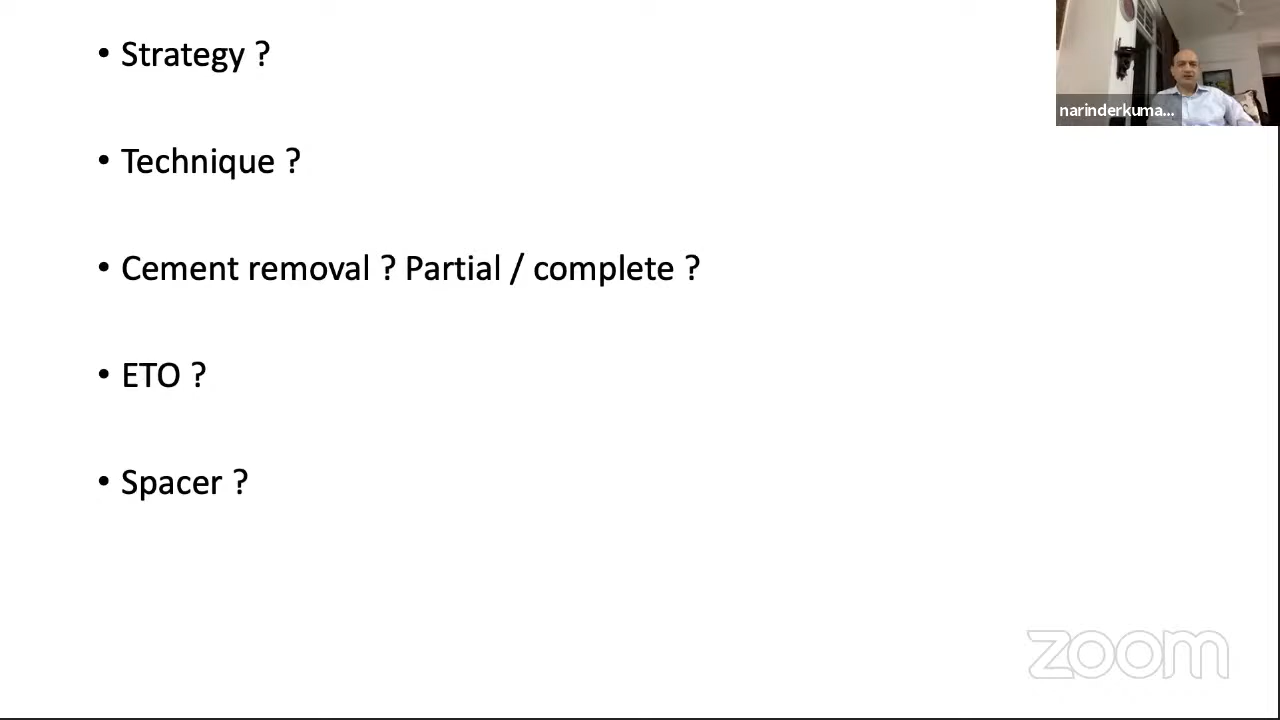 • Strategy ?
narinderkuma...
• Technique ?
• Cement removal ? Partial / complete ?
• ETO ?
• Spacer ?
zoom